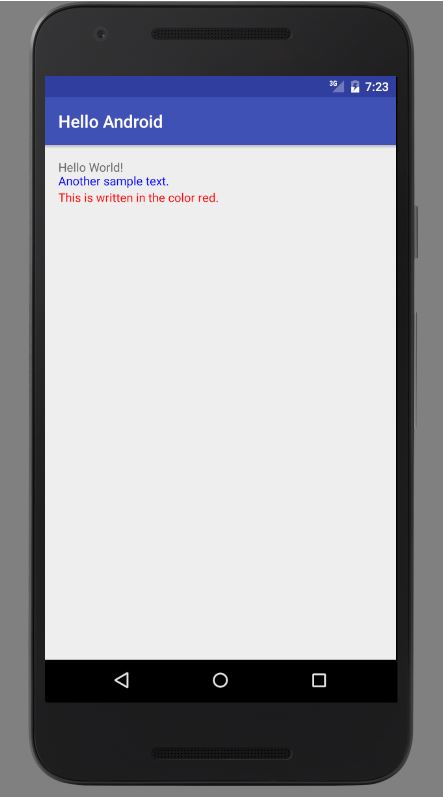 3G 7:23
Hello Android
Hello World!
Another sample text.
This is written in the color red.